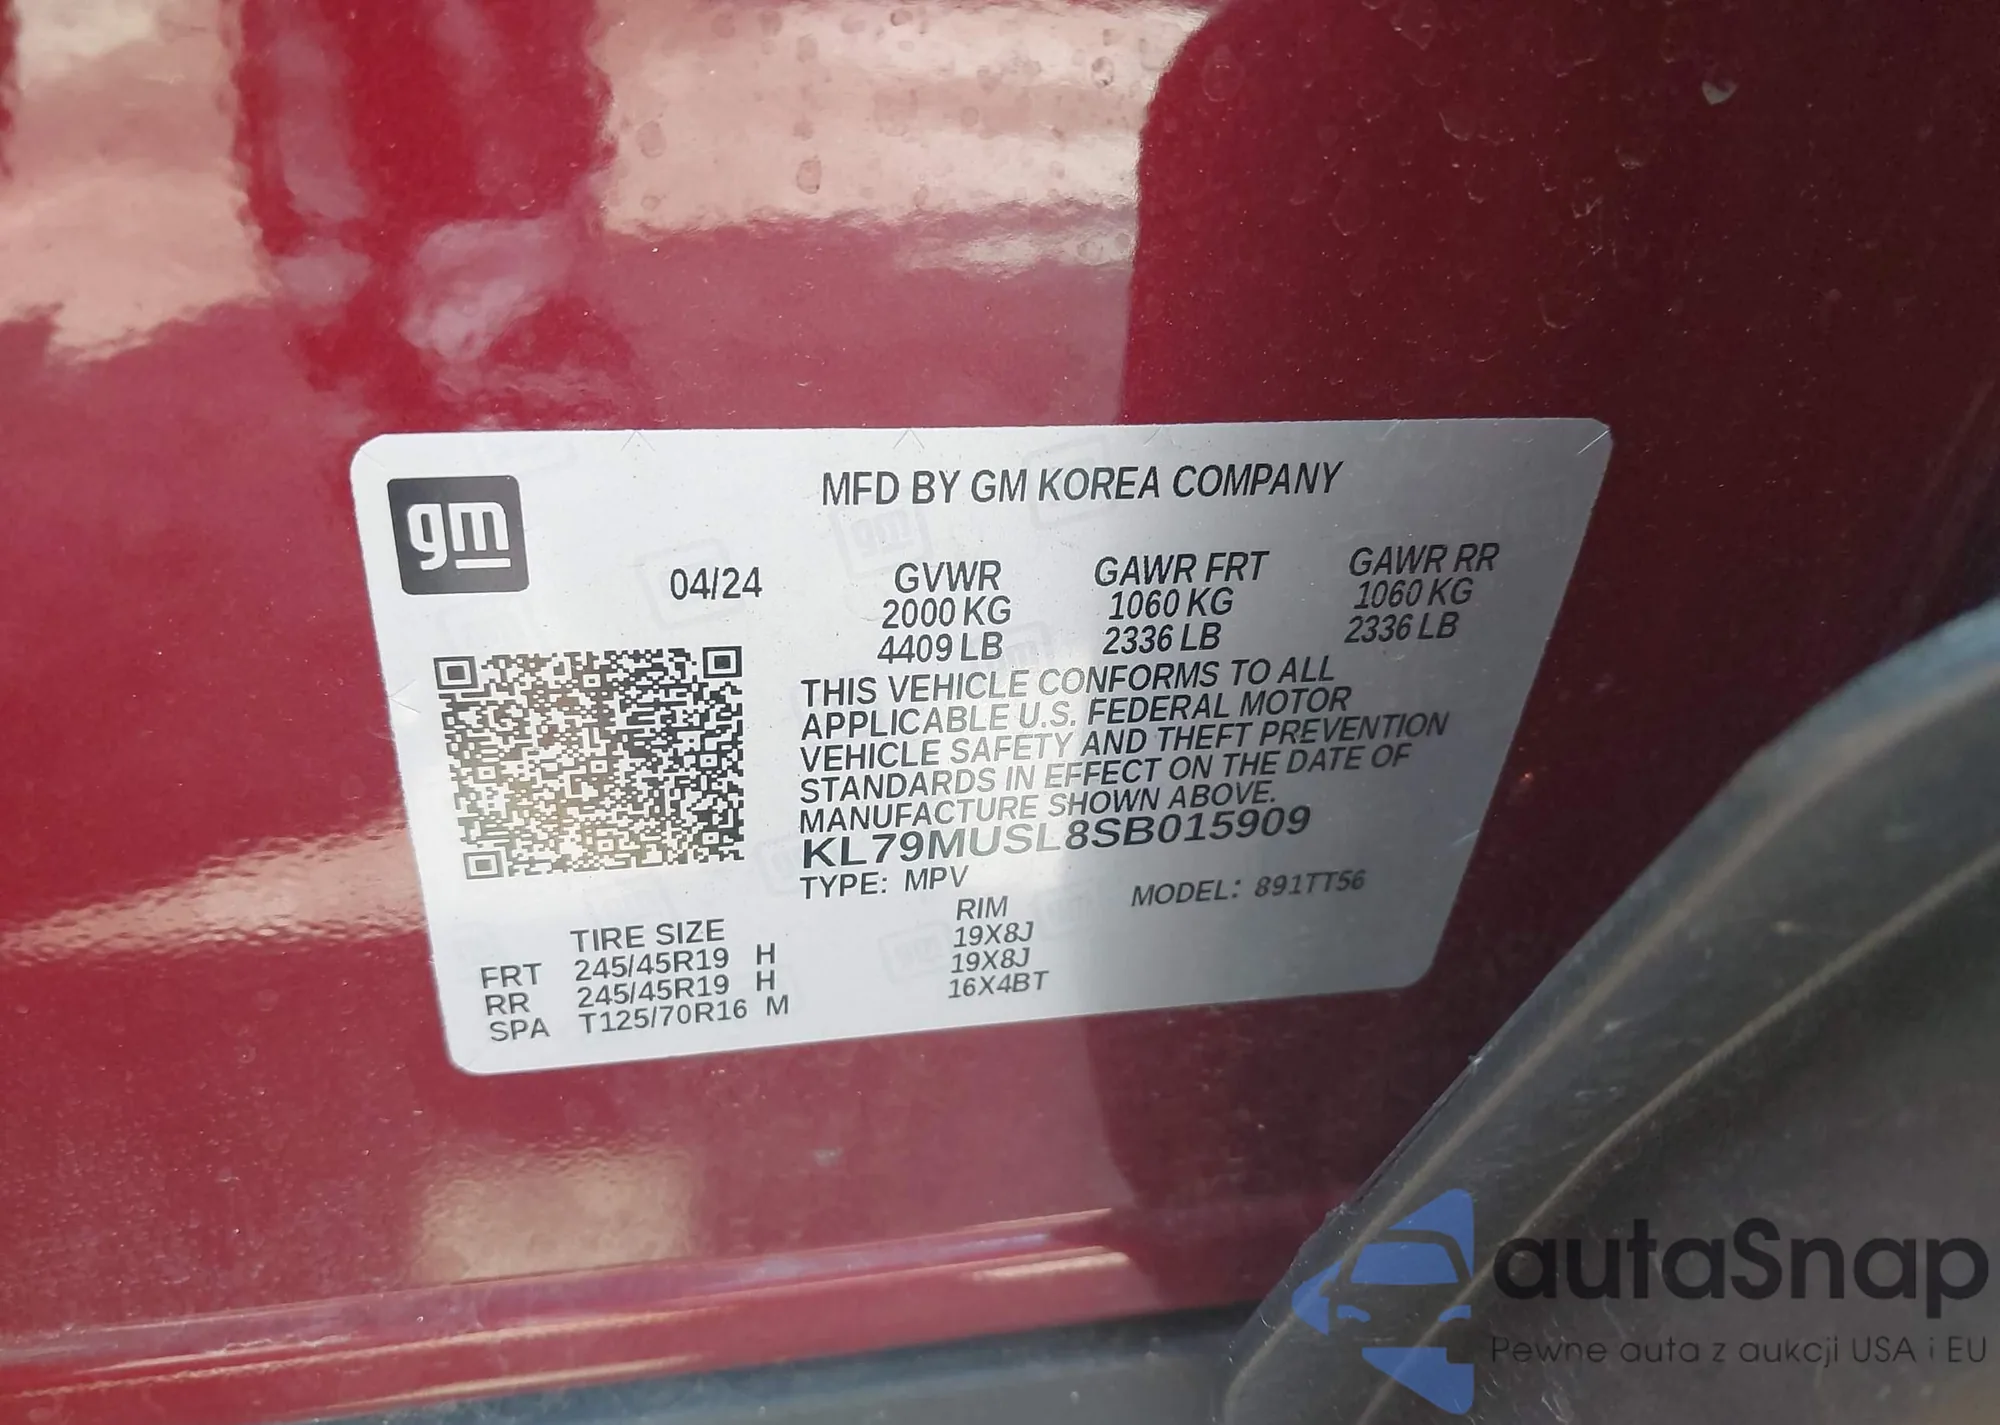 gm
MFD BY GM KOREA COMPANY
04/24 GVWR GAWR FRT GAWR RR
2000 KG 1060 KG 1060 KG
4409 LB 2336 LB 2336 LB
THIS VEHICLE CONFORMS TO ALL
APPLICABLE U.S. FEDERAL MOTOR
VEHICLE SAFETY AND THEFT PREVENTION
STANDARDS IN EFFECT ON THE DATE OF
MANUFACTURE SHOWN ABOVE.
KL79MUSL8SB015909
TYPE: MPV MODEL: 891TT56
TIRE SIZE RIM
FRT 245/45R19 H 19X8J
RR 245/45R19 H 19X8J
SPA T125/70R16 M 16X4BT
autaSnap
Pewne auta z aukcji USA i EU